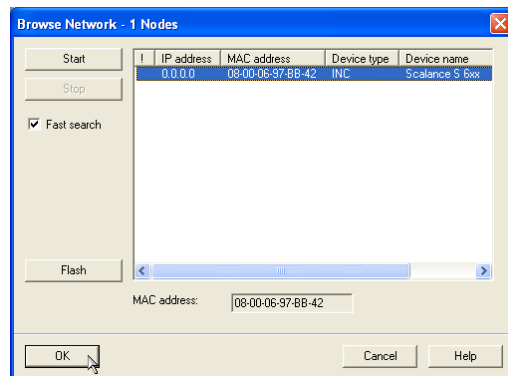 Browse Network - 1 Nodes
Start
Stop
Fast search
! IP address MAC address Device type Device name
0.0.0.0 08-00-06-97-BB-42 INC Scalance S 6xx
Flash
MAC address: 08-00-06-97-BB-42
OK Cancel Help